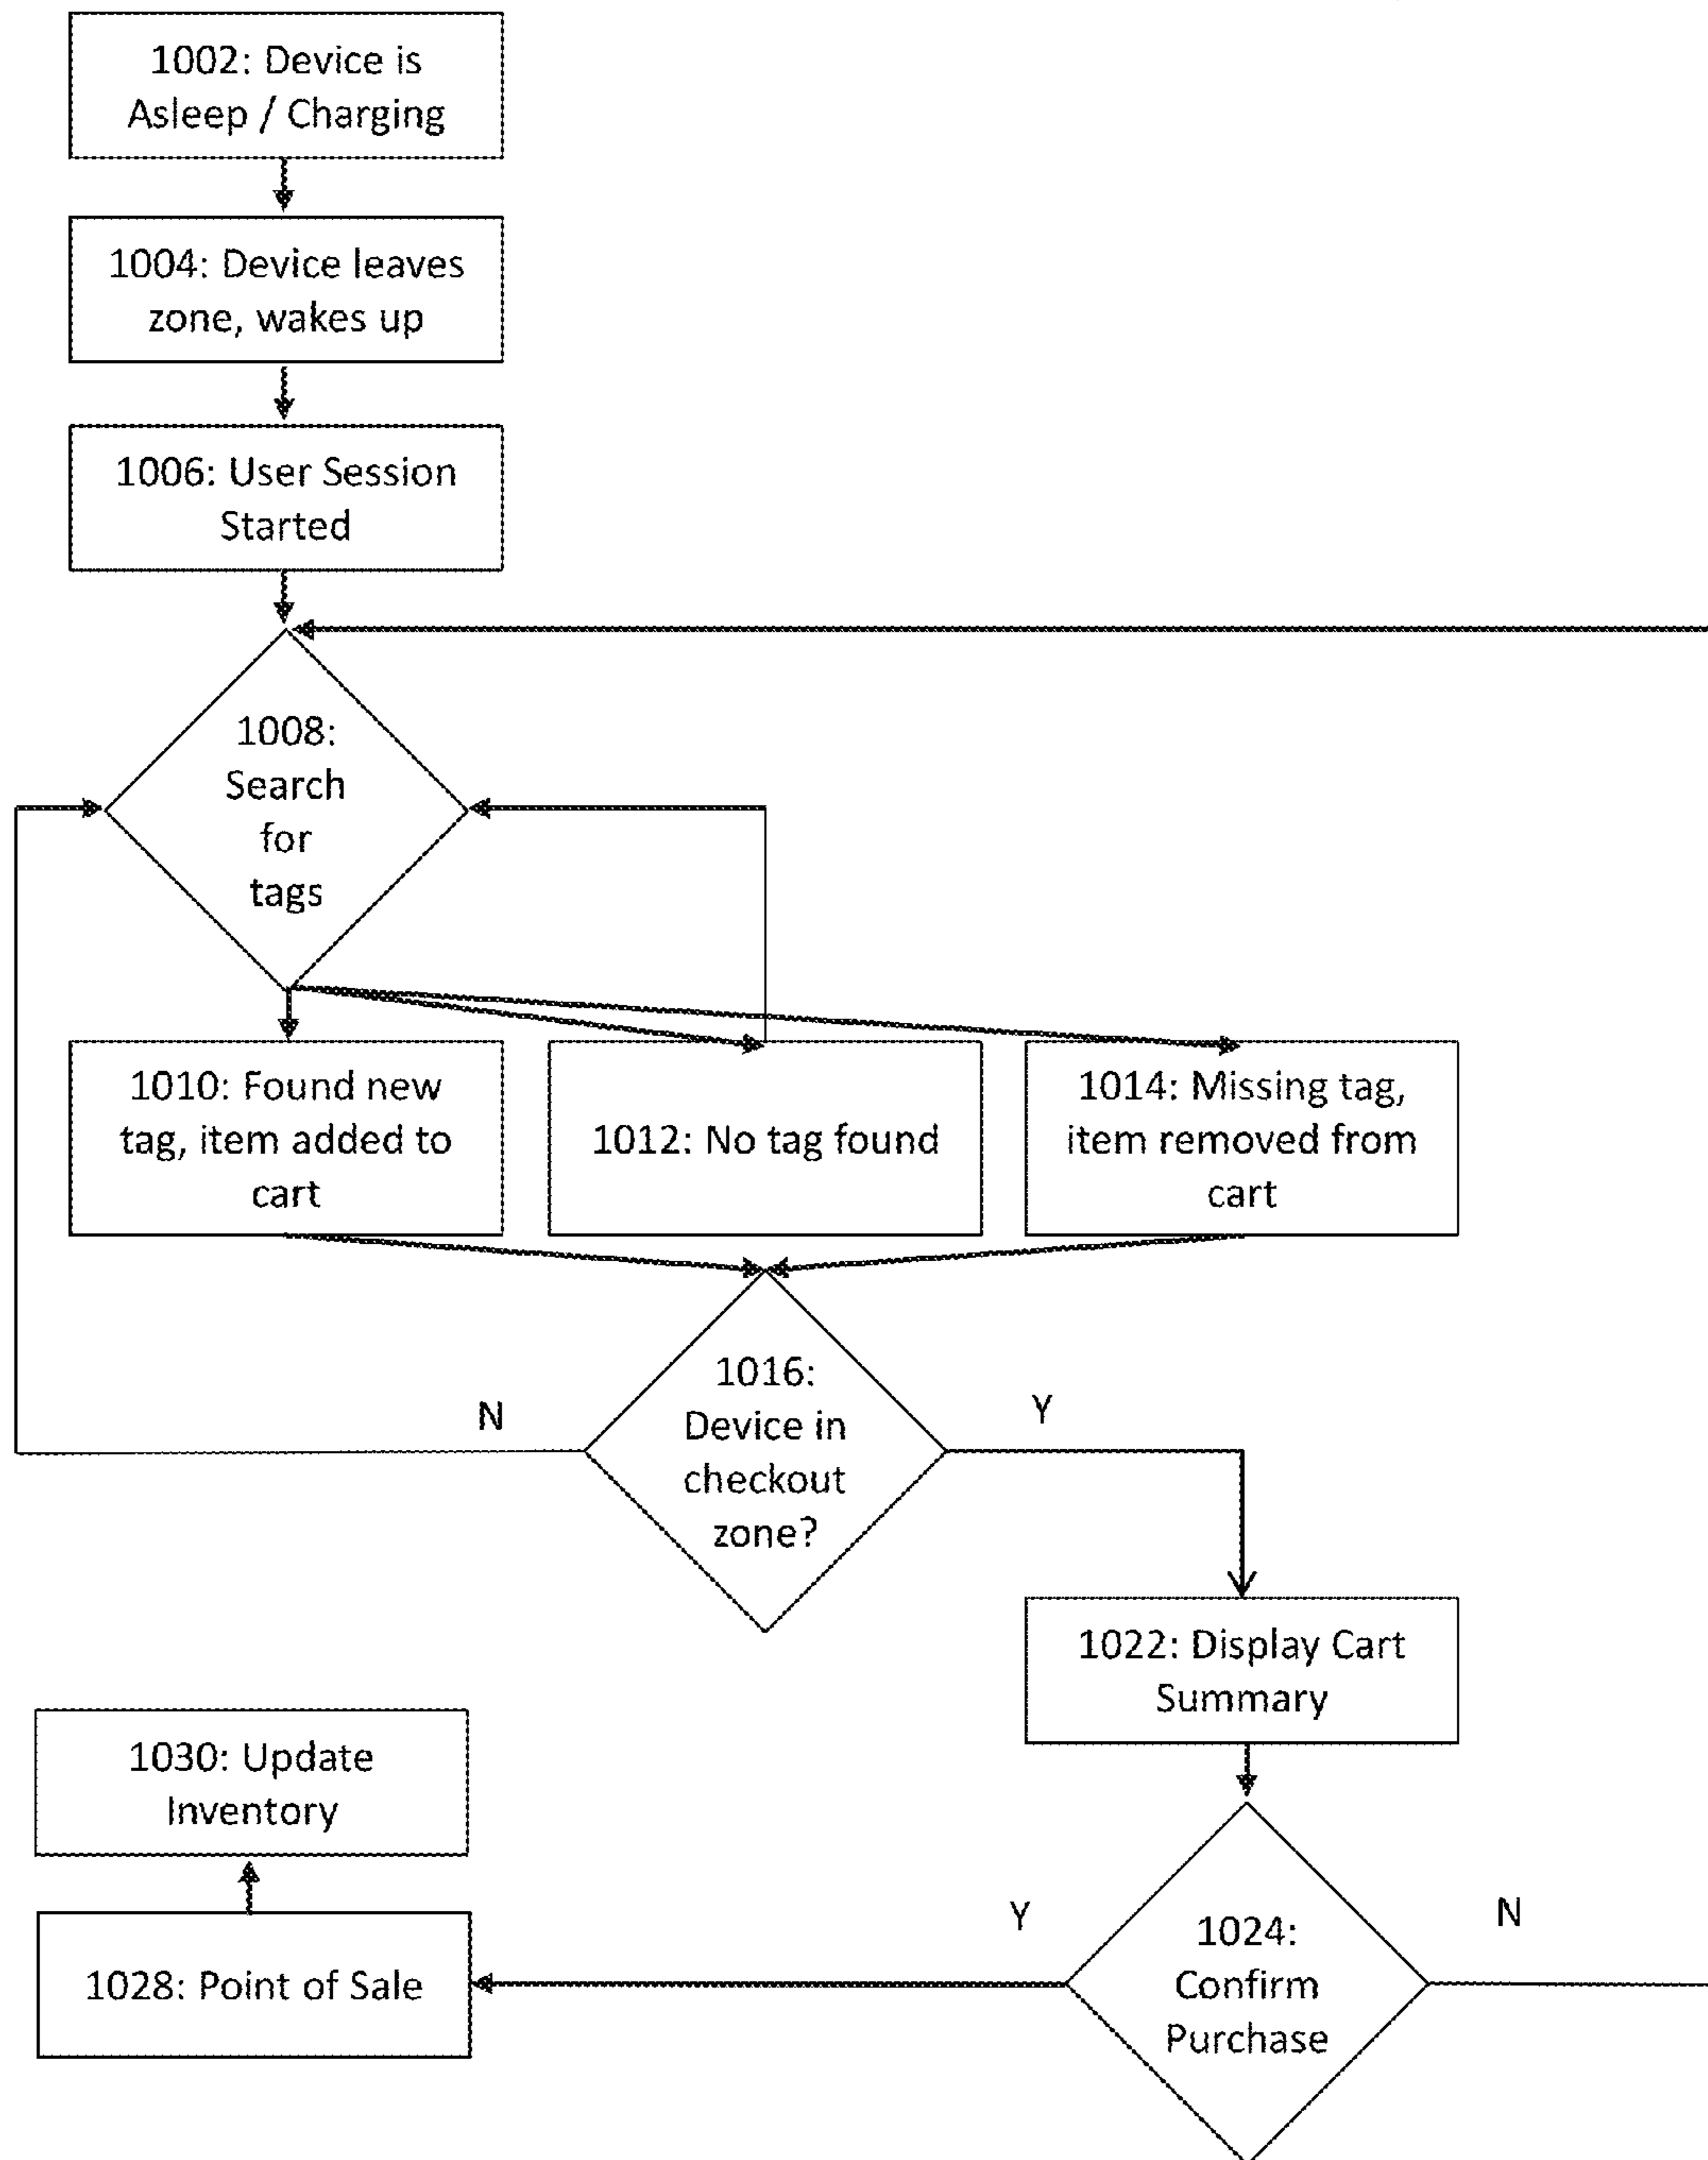 1002: Device is
Asleep / Charging
1004: Device leaves
zone, wakes up
1006: User Session
Started
1008:
Search
for
tags
1010: Found new
tag, item added to
cart
1012: No tag found
1014: Missing tag,
item removed from
cart
1016:
Device in
checkout
zone?
N
Y
1022: Display Cart
Summary
1024:
Confirm
Purchase
Y
N
1028: Point of Sale
1030: Update
Inventory